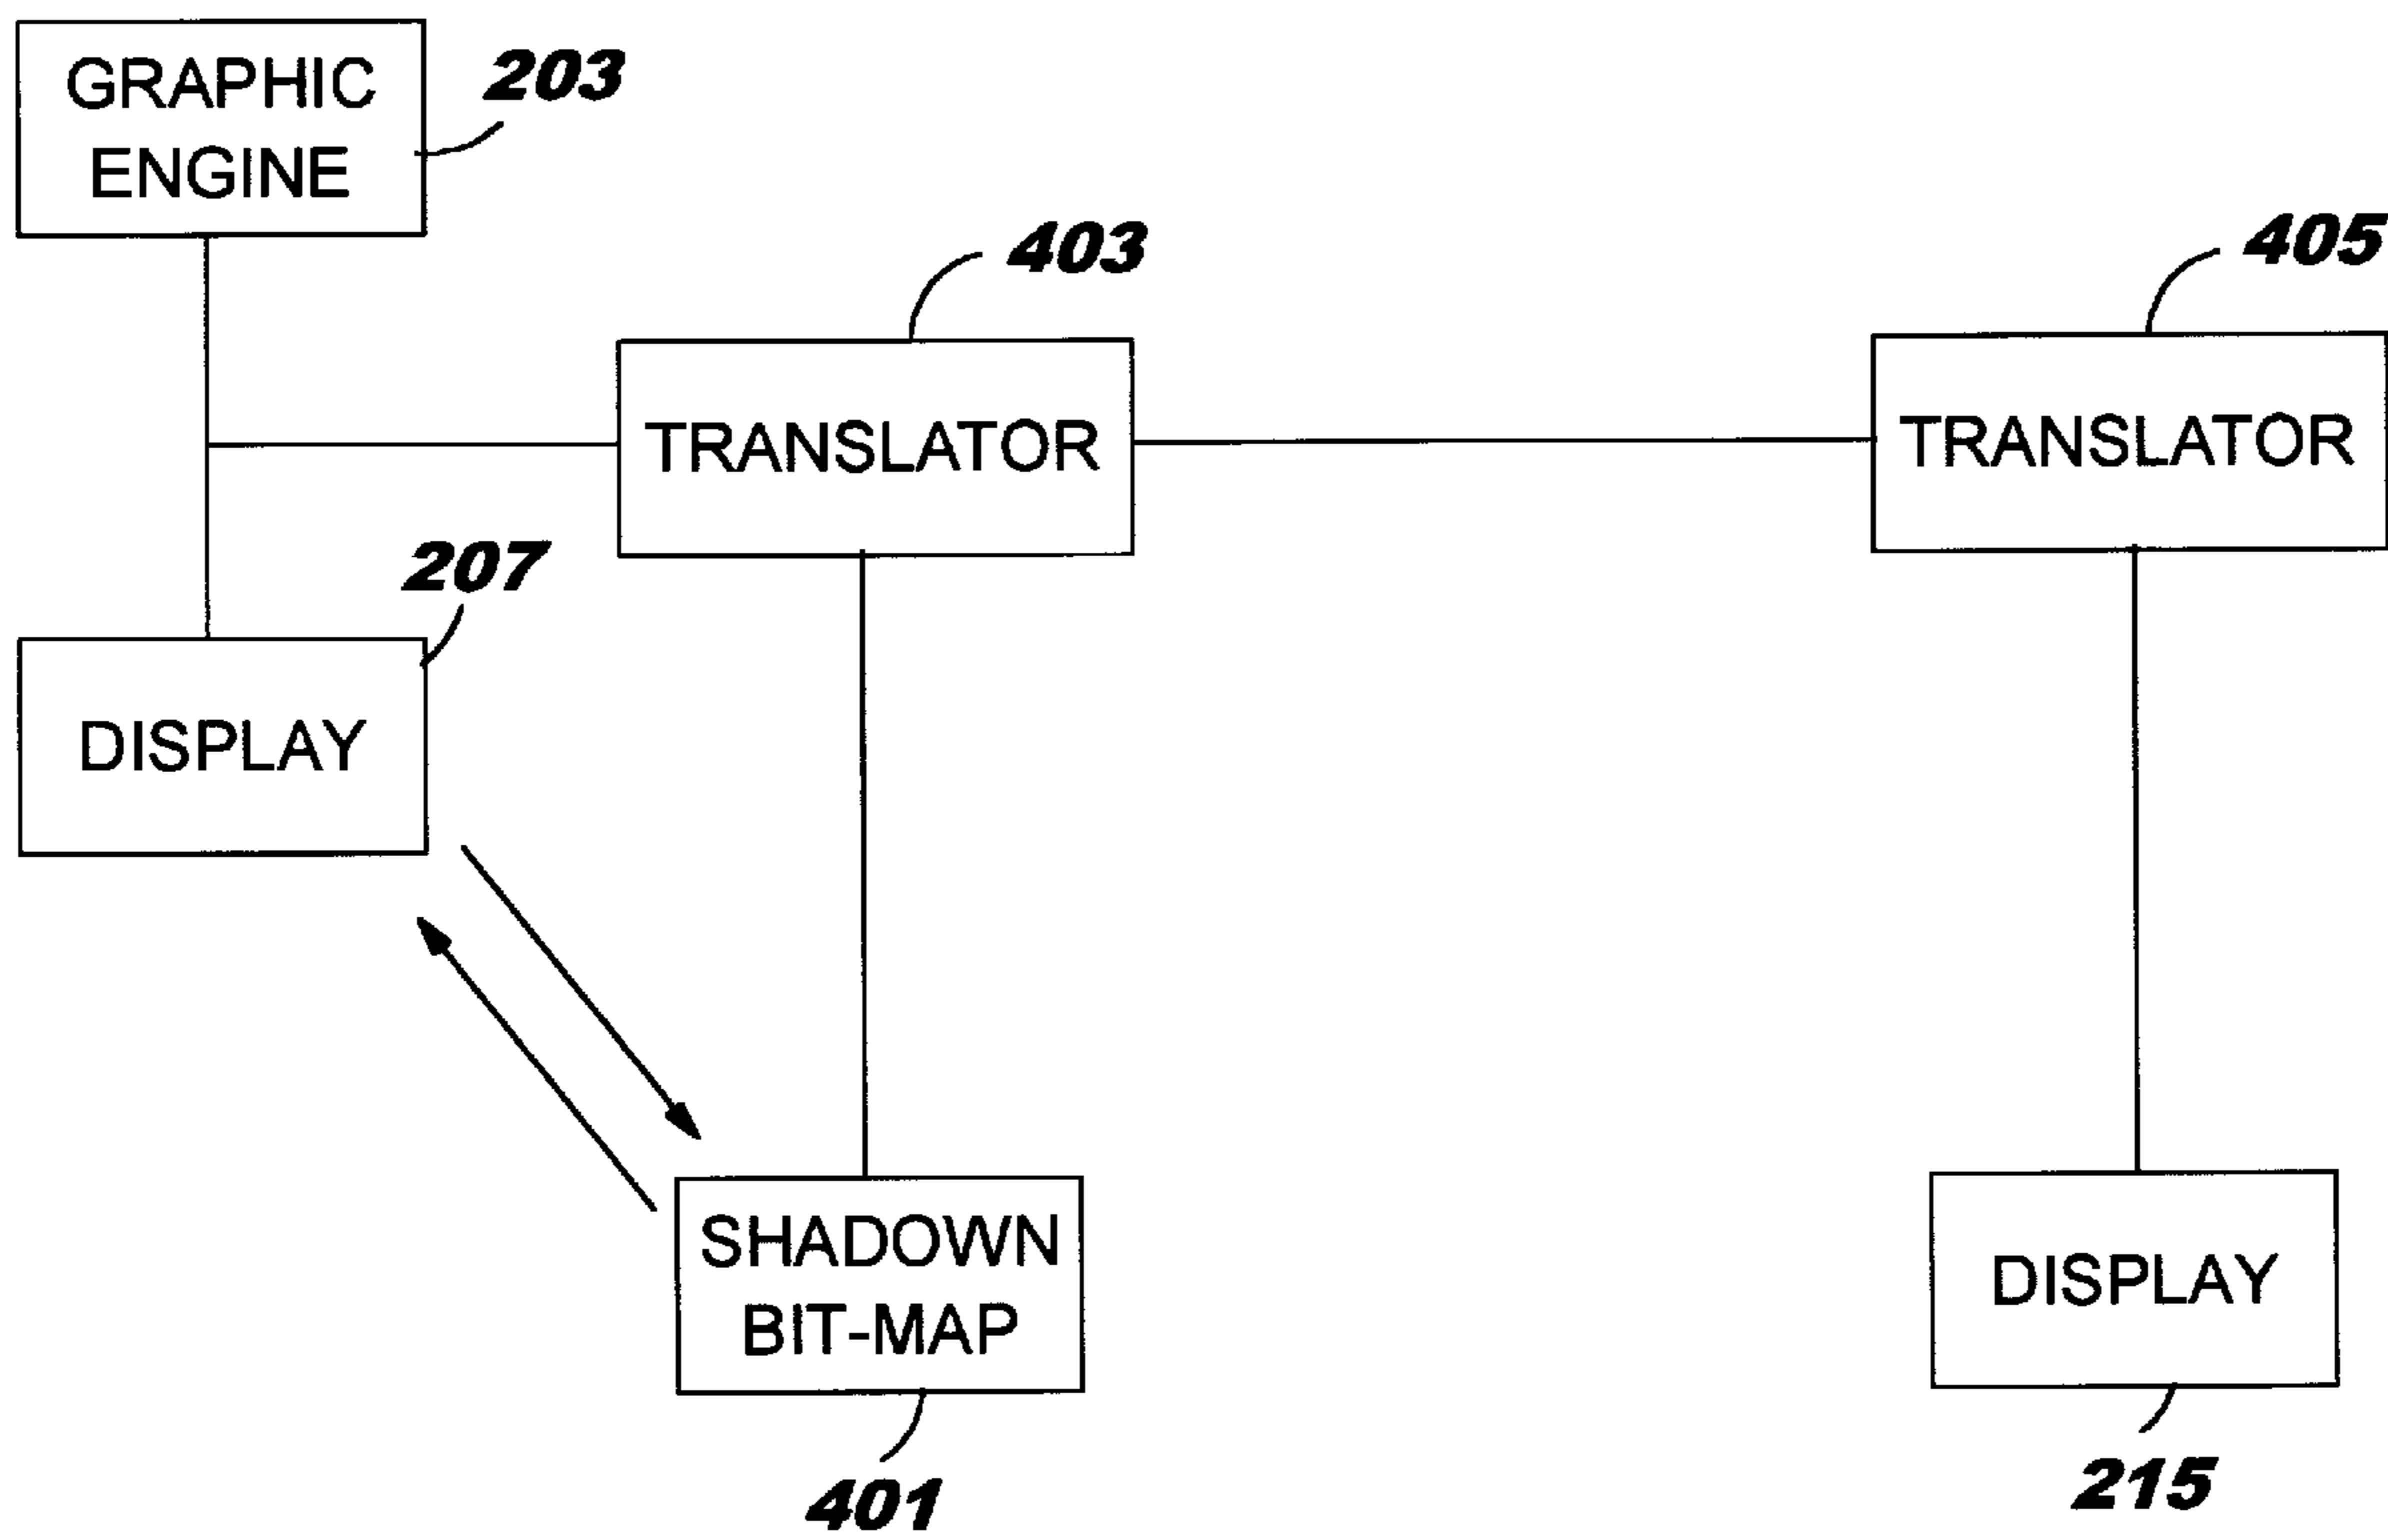 GRAPHIC
ENGINE
203
403
405
TRANSLATOR
TRANSLATOR
207
DISPLAY
SHADOWN
BIT-MAP
DISPLAY
401
215